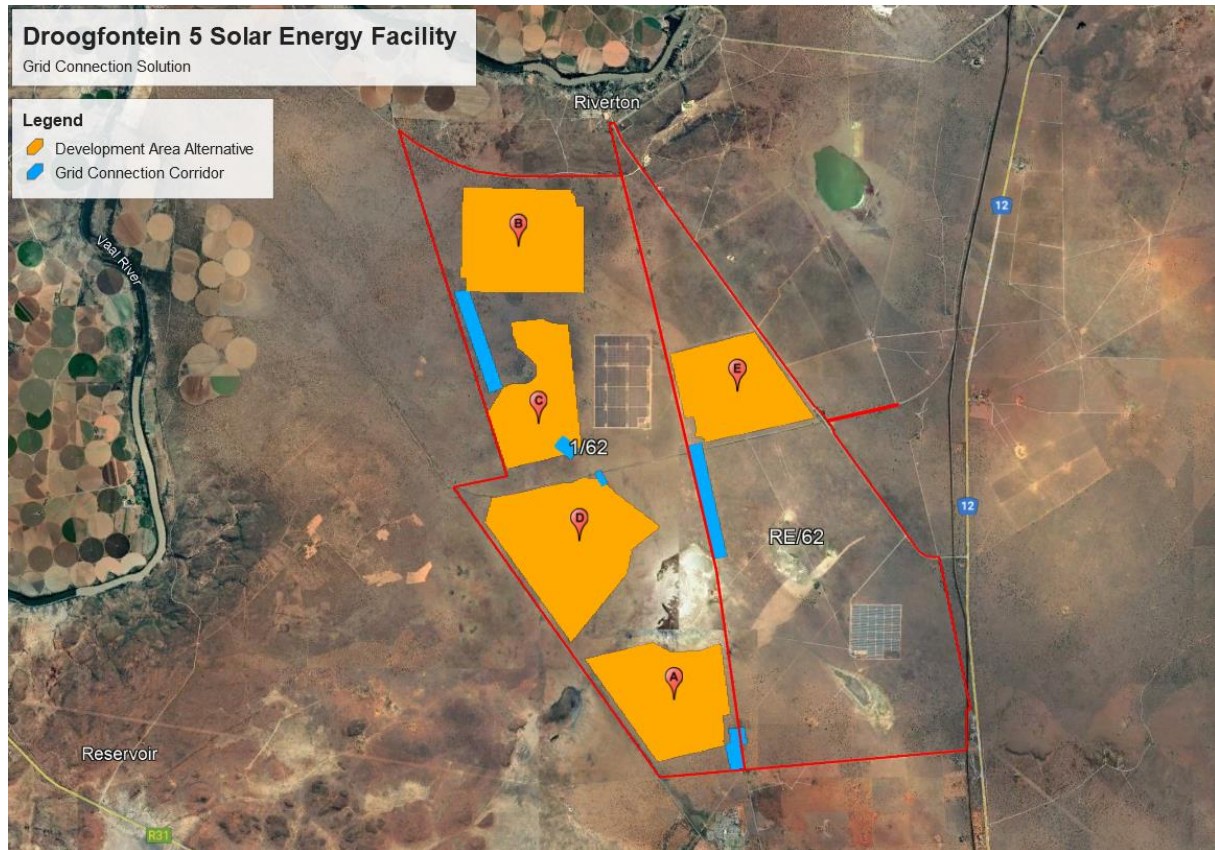 Droogfontein 5 Solar Energy Facility
Grid Connection Solution
Legend
Development Area Alternative
Grid Connection Corridor
Riverton
12
B
Vaal River
E
C
1/62
12
D
RE/62
A
Reservoir
R31